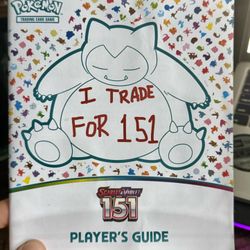 POKÉMON
TRADING CARD GAME
I TRADE
FOR 151
SCARLET & VIOLET
151
PLAYER'S GUIDE